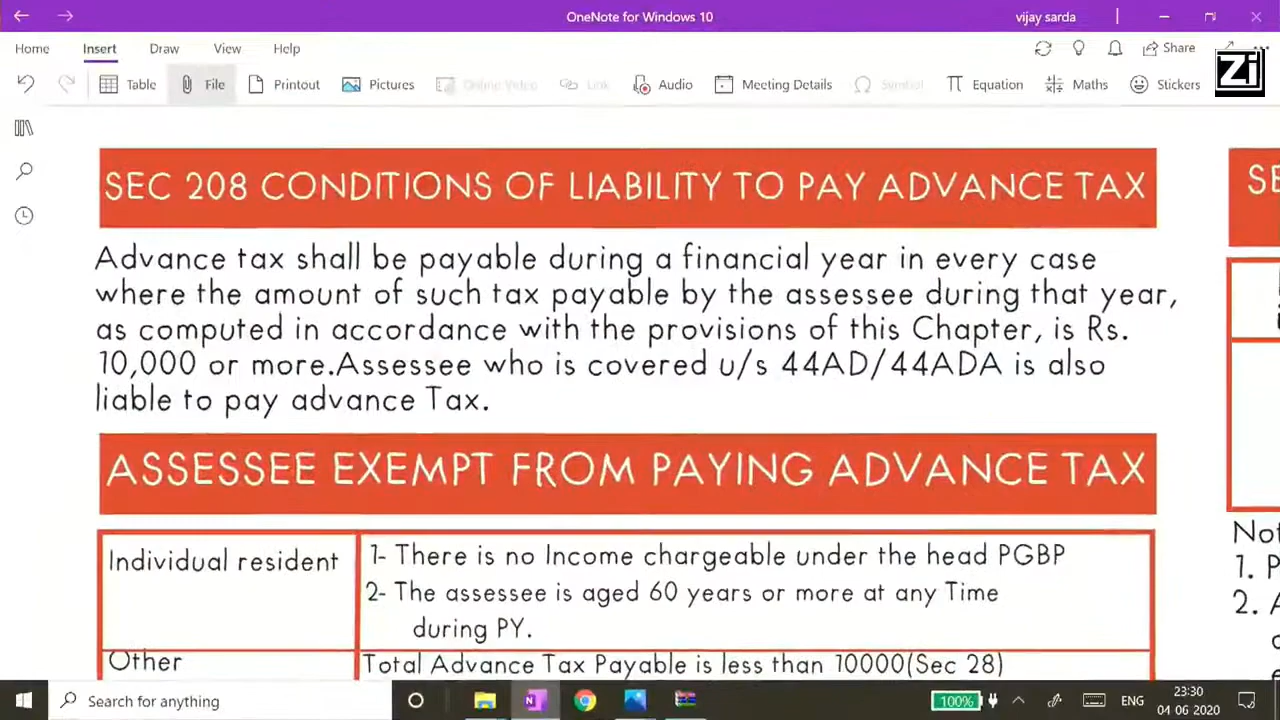 OneNote for Windows 10
vijay sarda
Home Insert Draw View Help
Share
Zi
Table File Printout Pictures Online Video Link Audio Meeting Details Symbol Equation Maths Stickers
SEC 208 CONDITIONS OF LIABILITY TO PAY ADVANCE TAX
Advance tax shall be payable during a financial year in every case
where the amount of such tax payable by the assessee during that year,
as computed in accordance with the provisions of this Chapter, is Rs.
10,000 or more.Assessee who is covered u/s 44AD/44ADA is also
liable to pay advance Tax.
ASSESSEE EXEMPT FROM PAYING ADVANCE TAX
Individual resident
1- There is no Income chargeable under the head PGBP
2- The assessee is aged 60 years or more at any Time
during PY.
Other
Total Advance Tax Payable is less than 10000(Sec 28)
1.
2.
Search for anything
100%
ENG
23:30
04-06-2020